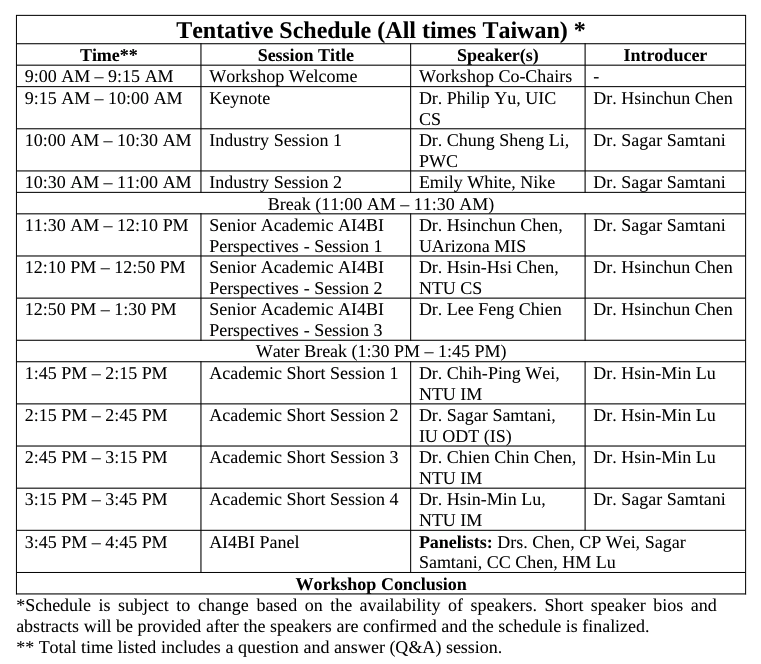 Tentative Schedule (All times Taiwan) *
Time** Session Title Speaker(s) Introducer
9:00 AM – 9:15 AM Workshop Welcome Workshop Co-Chairs -
9:15 AM – 10:00 AM Keynote Dr. Philip Yu, UIC Dr. Hsinchun Chen
CS
10:00 AM – 10:30 AM Industry Session 1 Dr. Chung Sheng Li, Dr. Sagar Samtani
PWC
10:30 AM – 11:00 AM Industry Session 2 Emily White, Nike Dr. Sagar Samtani
Break (11:00 AM – 11:30 AM)
11:30 AM – 12:10 PM Senior Academic AI4BI Dr. Hsinchun Chen, Dr. Sagar Samtani
Perspectives - Session 1 UArizona MIS
12:10 PM – 12:50 PM Senior Academic AI4BI Dr. Hsin-Hsi Chen, Dr. Hsinchun Chen
Perspectives - Session 2 NTU CS
12:50 PM – 1:30 PM Senior Academic AI4BI Dr. Lee Feng Chien Dr. Hsinchun Chen
Perspectives - Session 3
Water Break (1:30 PM – 1:45 PM)
1:45 PM – 2:15 PM Academic Short Session 1 Dr. Chih-Ping Wei, Dr. Hsin-Min Lu
NTU IM
2:15 PM – 2:45 PM Academic Short Session 2 Dr. Sagar Samtani, Dr. Hsin-Min Lu
IU ODT (IS)
2:45 PM – 3:15 PM Academic Short Session 3 Dr. Chien Chin Chen, Dr. Hsin-Min Lu
NTU IM
3:15 PM – 3:45 PM Academic Short Session 4 Dr. Hsin-Min Lu, Dr. Sagar Samtani
NTU IM
3:45 PM – 4:45 PM AI4BI Panel Panelists: Drs. Chen, CP Wei, Sagar
Samtani, CC Chen, HM Lu
Workshop Conclusion
*Schedule is subject to change based on the availability of speakers. Short speaker bios and
abstracts will be provided after the speakers are confirmed and the schedule is finalized.
** Total time listed includes a question and answer (Q&A) session.